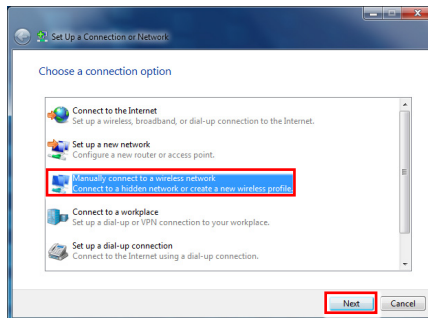 Set Up a Connection or Network
Choose a connection option
Connect to the Internet
Set up a wireless, broadband, or dial-up connection to the Internet.
Set up a new network
Configure a new router or access point.
Manually connect to a wireless network
Connect to a hidden network or create a new wireless profile.
Connect to a workplace
Set up a dial-up or VPN connection to your workplace.
Set up a dial-up connection
Connect to the Internet using a dial-up connection.
Next
Cancel